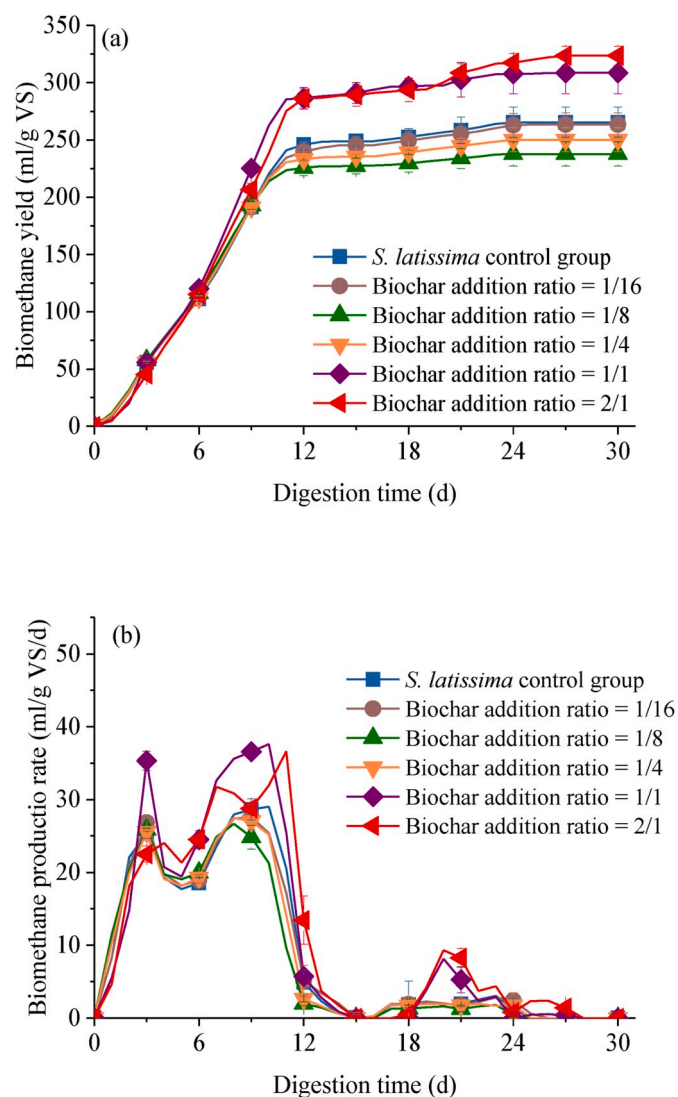 (a)
350
300
250
200
150
100
50
0
Biomethane yield (ml/g VS)
S. latissima control group
Biochar addition ratio = 1/16
Biochar addition ratio = 1/8
Biochar addition ratio = 1/4
Biochar addition ratio = 1/1
Biochar addition ratio = 2/1
0 6 12 18 24 30
Digestion time (d)
(b)
50
40
30
20
10
0
Biomethane productio rate (ml/g VS/d)
S. latissima control group
Biochar addition ratio = 1/16
Biochar addition ratio = 1/8
Biochar addition ratio = 1/4
Biochar addition ratio = 1/1
Biochar addition ratio = 2/1
0 6 12 18 24 30
Digestion time (d)